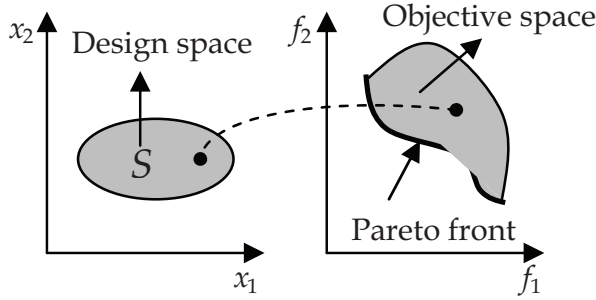 x₂
Design space
S
x₁
f₂
Objective space
Pareto front
f₁